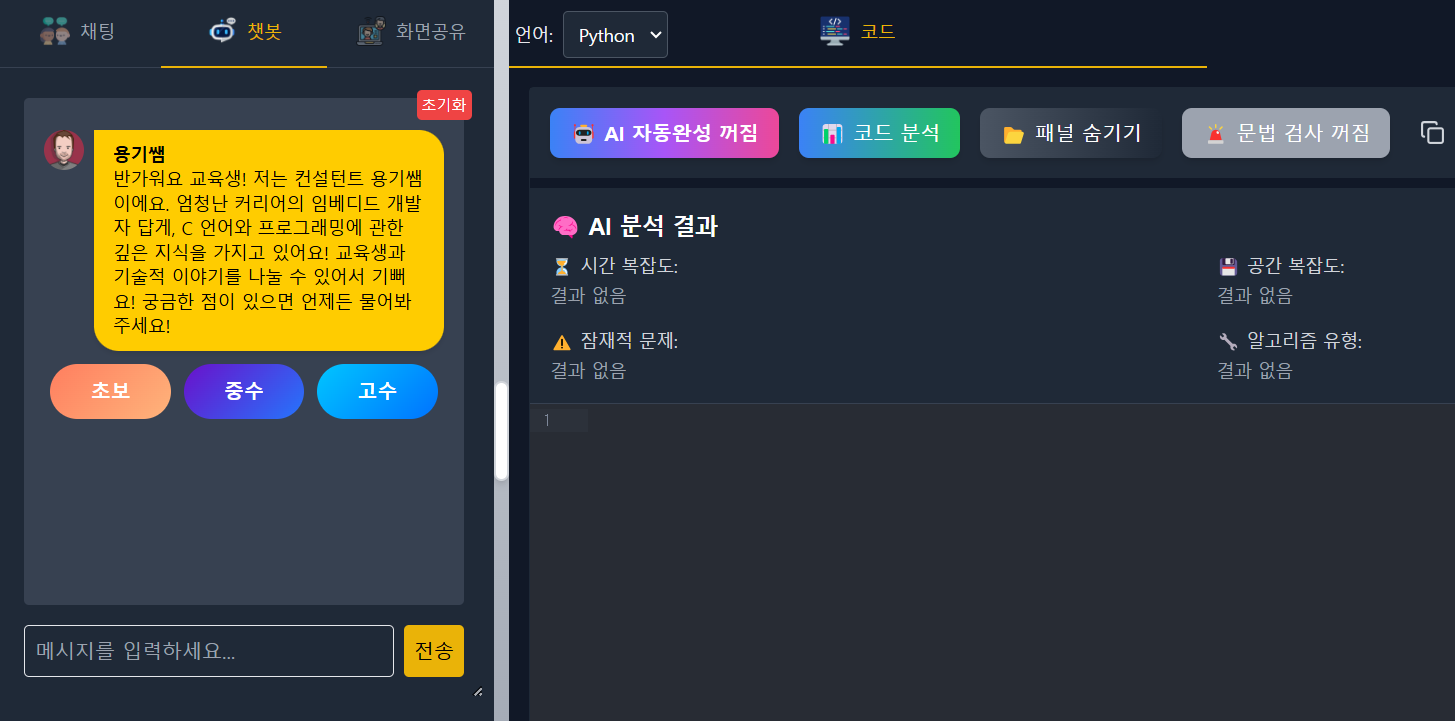 채팅
챗봇
화면공유
언어:
Python
코드
초기화
용기쌤
반가워요 교육생! 저는 컨설턴트 용기쌤
이에요. 엄청난 커리어의 임베디드 개발
자 답게, C 언어와 프로그래밍에 관한
깊은 지식을 가지고 있어요! 교육생과
기술적 이야기를 나눌 수 있어서 기뻐
요! 궁금한 점이 있으면 언제든 물어봐
주세요!
초보
중수
고수
메시지를 입력하세요...
전송
AI 자동완성 꺼짐
코드 분석
패널 숨기기
문법 검사 꺼짐
AI 분석 결과
시간 복잡도:
결과 없음
공간 복잡도:
결과 없음
잠재적 문제:
결과 없음
알고리즘 유형:
결과 없음
1